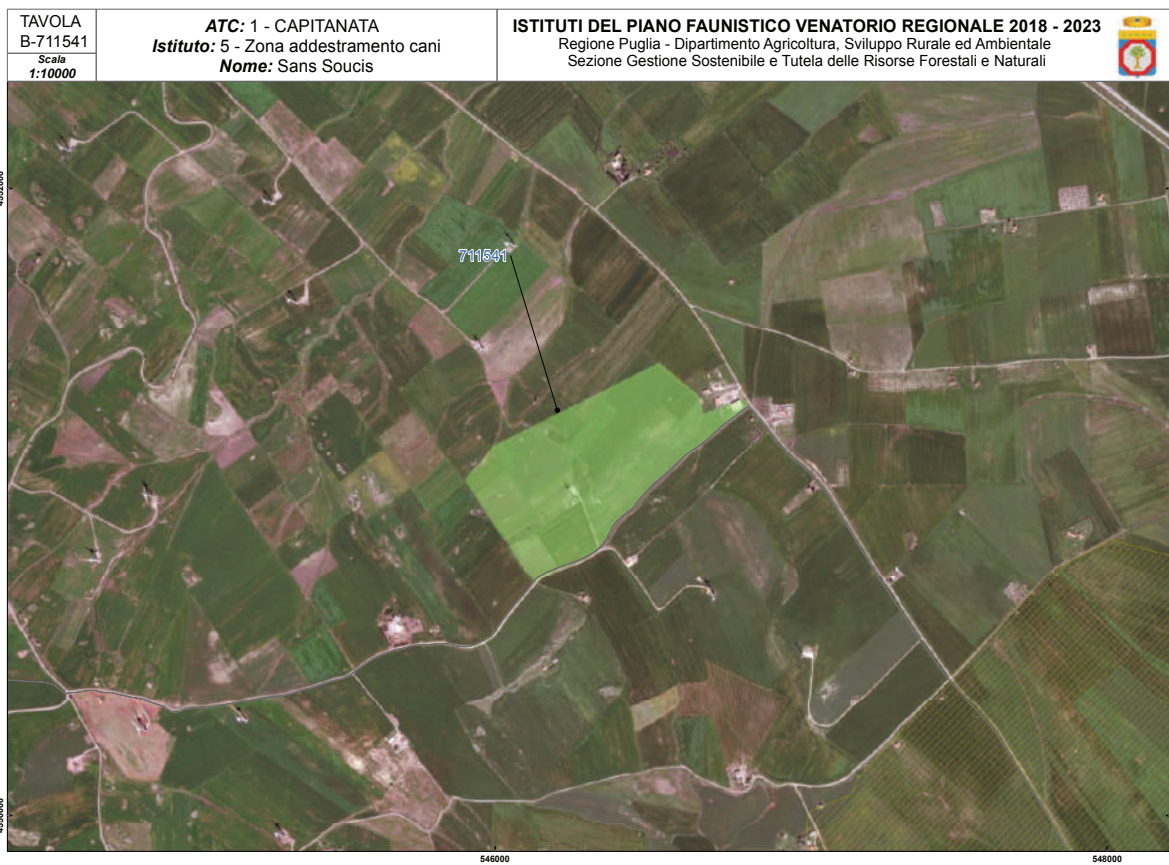 TAVOLA
B-711541
Scala
1:10000
ATC: 1 - CAPITANATA
Istituto: 5 - Zona addestramento cani
Nome: Sans Soucis
ISTITUTI DEL PIANO FAUNISTICO VENATORIO REGIONALE 2018 - 2023
Regione Puglia - Dipartimento Agricoltura, Sviluppo Rurale ed Ambientale
Sezione Gestione Sostenibile e Tutela delle Risorse Forestali e Naturali
711541
546000
548000